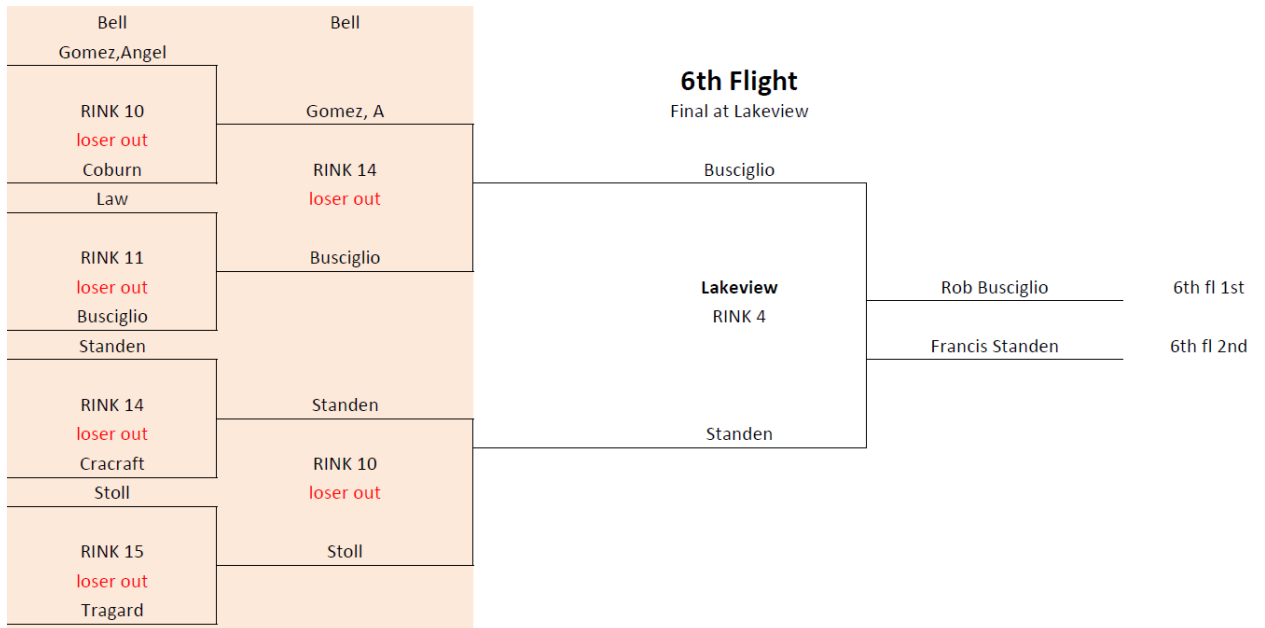 Bell Bell
Gomez,Angel
6th Flight
RINK 10 Gomez, A Final at Lakeview
loser out
Coburn RINK 14 Busciglio
Law loser out
RINK 11 Busciglio
loser out Lakeview Rob Busciglio 6th fl 1st
Busciglio RINK 4
Standen Francis Standen 6th fl 2nd
RINK 14 Standen
loser out Standen
Cracraft RINK 10
Stoll loser out
RINK 15 Stoll
loser out
Tragard